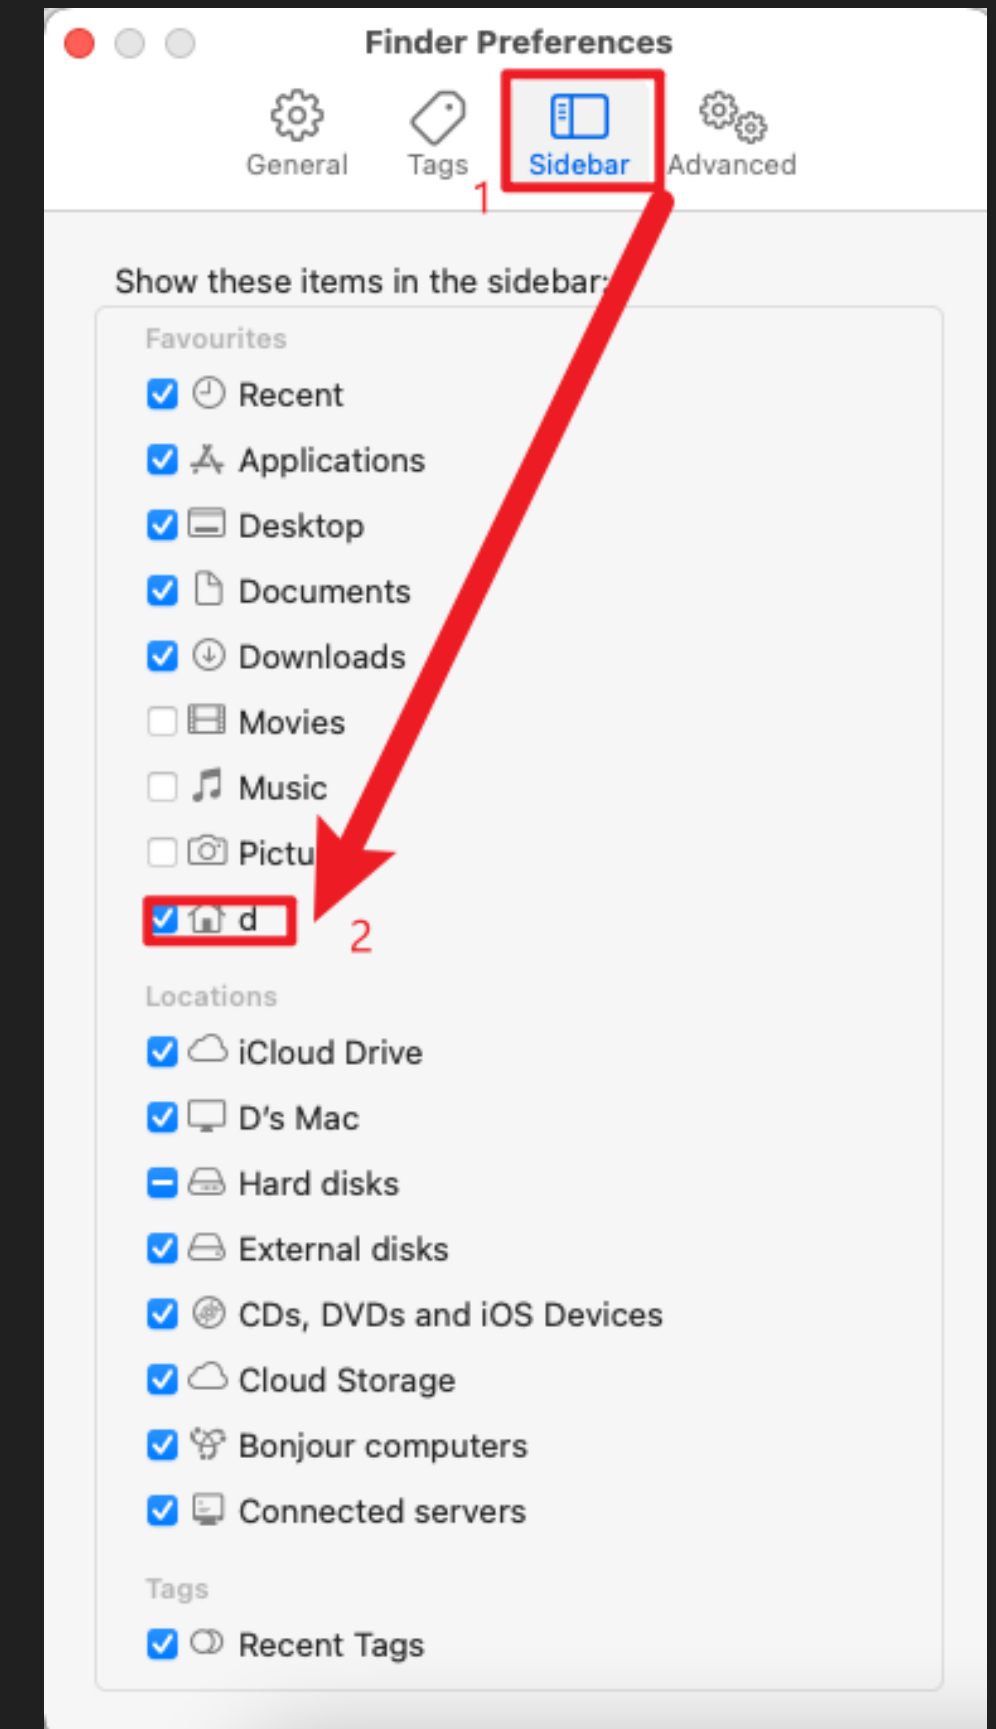 Finder Preferences
General Tags Sidebar Advanced
1
Show these items in the sidebar:
Favourites
Recent
Applications
Desktop
Documents
Downloads
Movies
Music
Pictu
d
2
Locations
iCloud Drive
D's Mac
Hard disks
External disks
CDs, DVDs and iOS Devices
Cloud Storage
Bonjour computers
Connected servers
Tags
Recent Tags